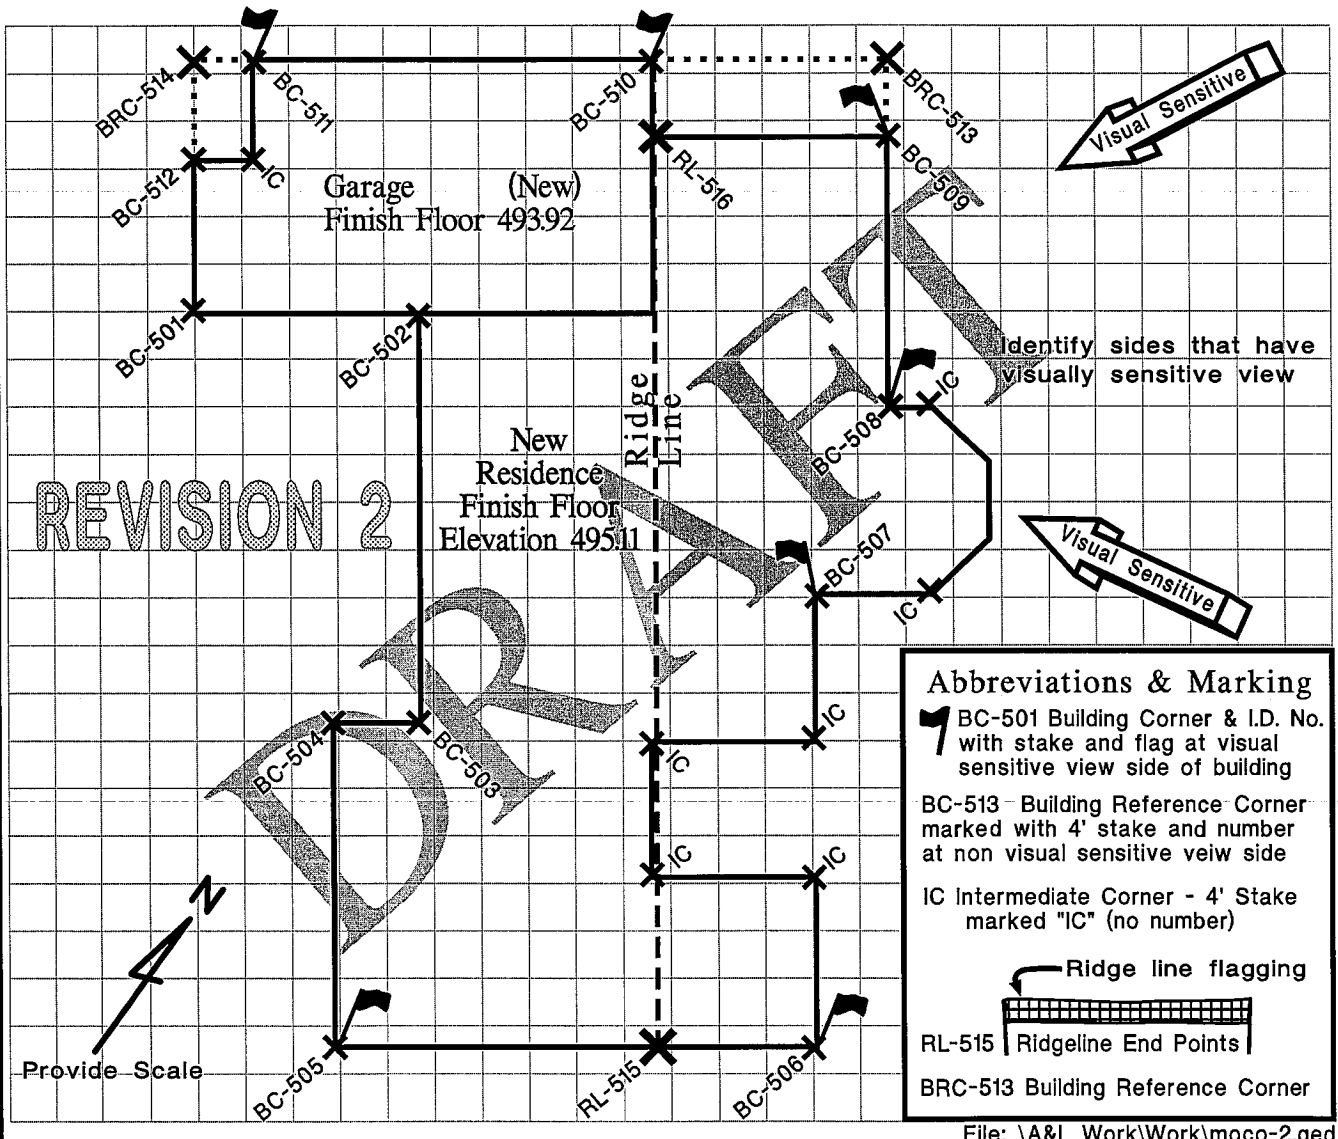 BRC-514
BC-511
BC-510
BRC-513
Visual Sensitive
BC-512
IC
RL-516
BC-509
Garage (New)
Finish Floor 493.92
BC-501
BC-502
Identify sides that have
visually sensitive view
Ridge
Line
IC
BC-508
New
Residence
Finish Floor
Elevation 495.11
REVISION 2
DRAFT
BC-507
Visual Sensitive
IC
BC-504
BC-503
IC
IC
IC
IC
N
Provide Scale
BC-505
RL-515
BC-506
Abbreviations & Marking
BC-501 Building Corner & I.D. No.
with stake and flag at visual
sensitive view side of building
BC-513 Building Reference Corner
marked with 4' stake and number
at non visual sensitive veiw side
IC Intermediate Corner - 4' Stake
marked "IC" (no number)
Ridge line flagging
RL-515 Ridgeline End Points
BRC-513 Building Reference Corner
File: \A&L_Work\Work\moco-2.ged